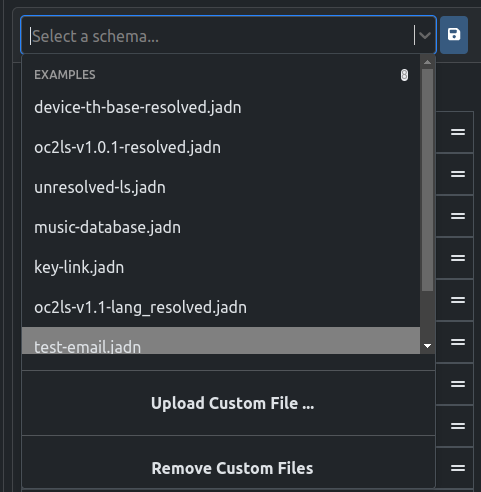 Select a schema...
EXAMPLES 8
device-th-base-resolved.jadn
oc2ls-v1.0.1-resolved.jadn
unresolved-ls.jadn
music-database.jadn
key-link.jadn
oc2ls-v1.1-lang_resolved.jadn
test-email.jadn
Upload Custom File ...
Remove Custom Files